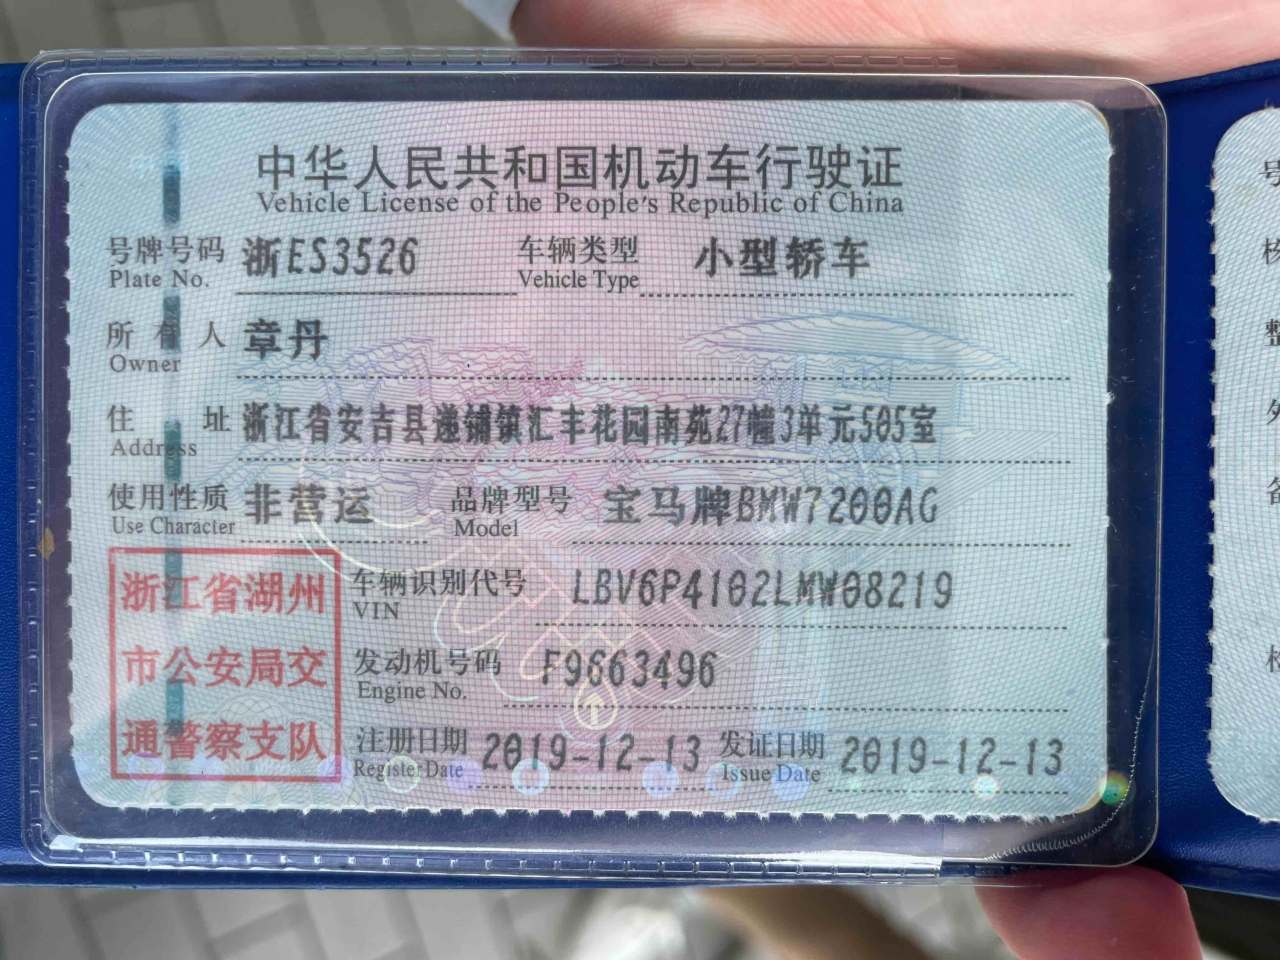 中华人民共和国机动车行驶证
Vehicle License of the People's Republic of China
号牌号码 浙ES3526 车辆类型 小型轿车
Plate No. Vehicle Type
所有人 章丹
Owner
住址 浙江省安吉县递铺镇汇丰花园南苑27幢3单元505室
Address
使用性质 非营运 品牌型号 宝马牌BMW7200AG
Use Character Model
浙江省湖州
市公安局交
通警察支队
车辆识别代号 LBV6P4102LMW08219
VIN
发动机号码 F9663496
Engine No.
注册日期 2019-12-13 发证日期 2019-12-13
Register Date Issue Date
号